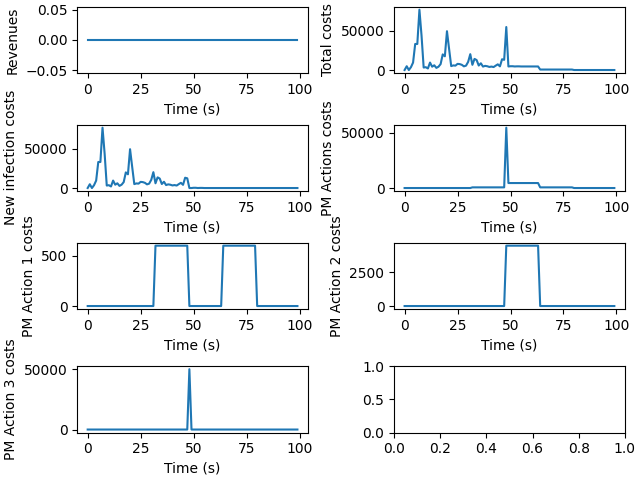 Revenues
0.05
0.00
−0.05
0 25 50 75 100
Time (s)
Total costs
50000
0
0 25 50 75 100
Time (s)
New infection costs
50000
0
0 25 50 75 100
Time (s)
PM Actions costs
50000
0
0 25 50 75 100
Time (s)
PM Action 1 costs
500
0
0 25 50 75 100
Time (s)
PM Action 2 costs
2500
0
0 25 50 75 100
Time (s)
PM Action 3 costs
50000
0
0 25 50 75 100
Time (s)
1.0
0.5
0.0
0.0 0.2 0.4 0.6 0.8 1.0